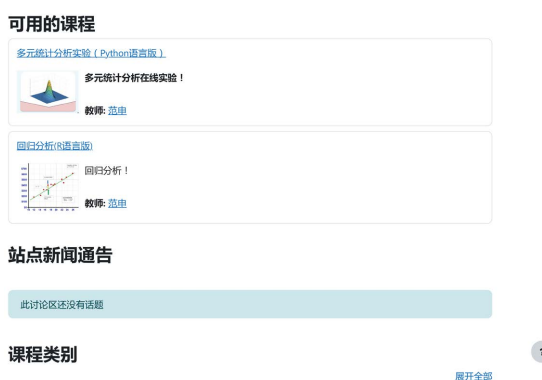 可用的课程
多元统计分析实验（Python语言版）
多元统计分析在线实验！
教师: 范申
回归分析(R语言版)
回归分析！
教师: 范申
站点新闻通告
此讨论区还没有话题
课程类别
展开全部